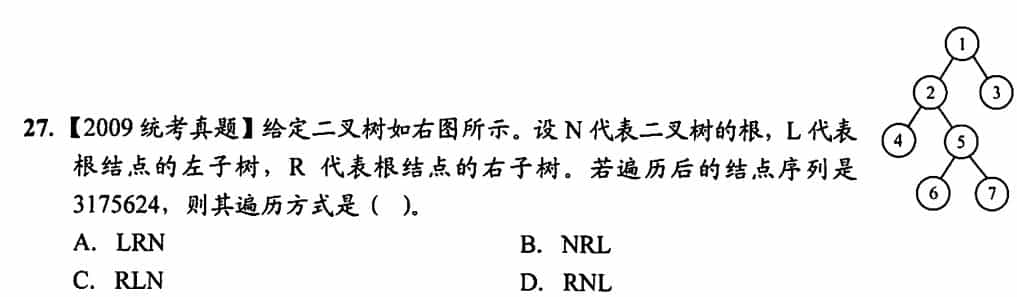 27.【2009 统考真题】给定二叉树如右图所示。设 N 代表二叉树的根，L 代表
根结点的左子树，R 代表根结点的右子树。若遍历后的结点序列是
3175624，则其遍历方式是（ ）。
A. LRN B. NRL
C. RLN D. RNL
1
2 3
4 5
6 7